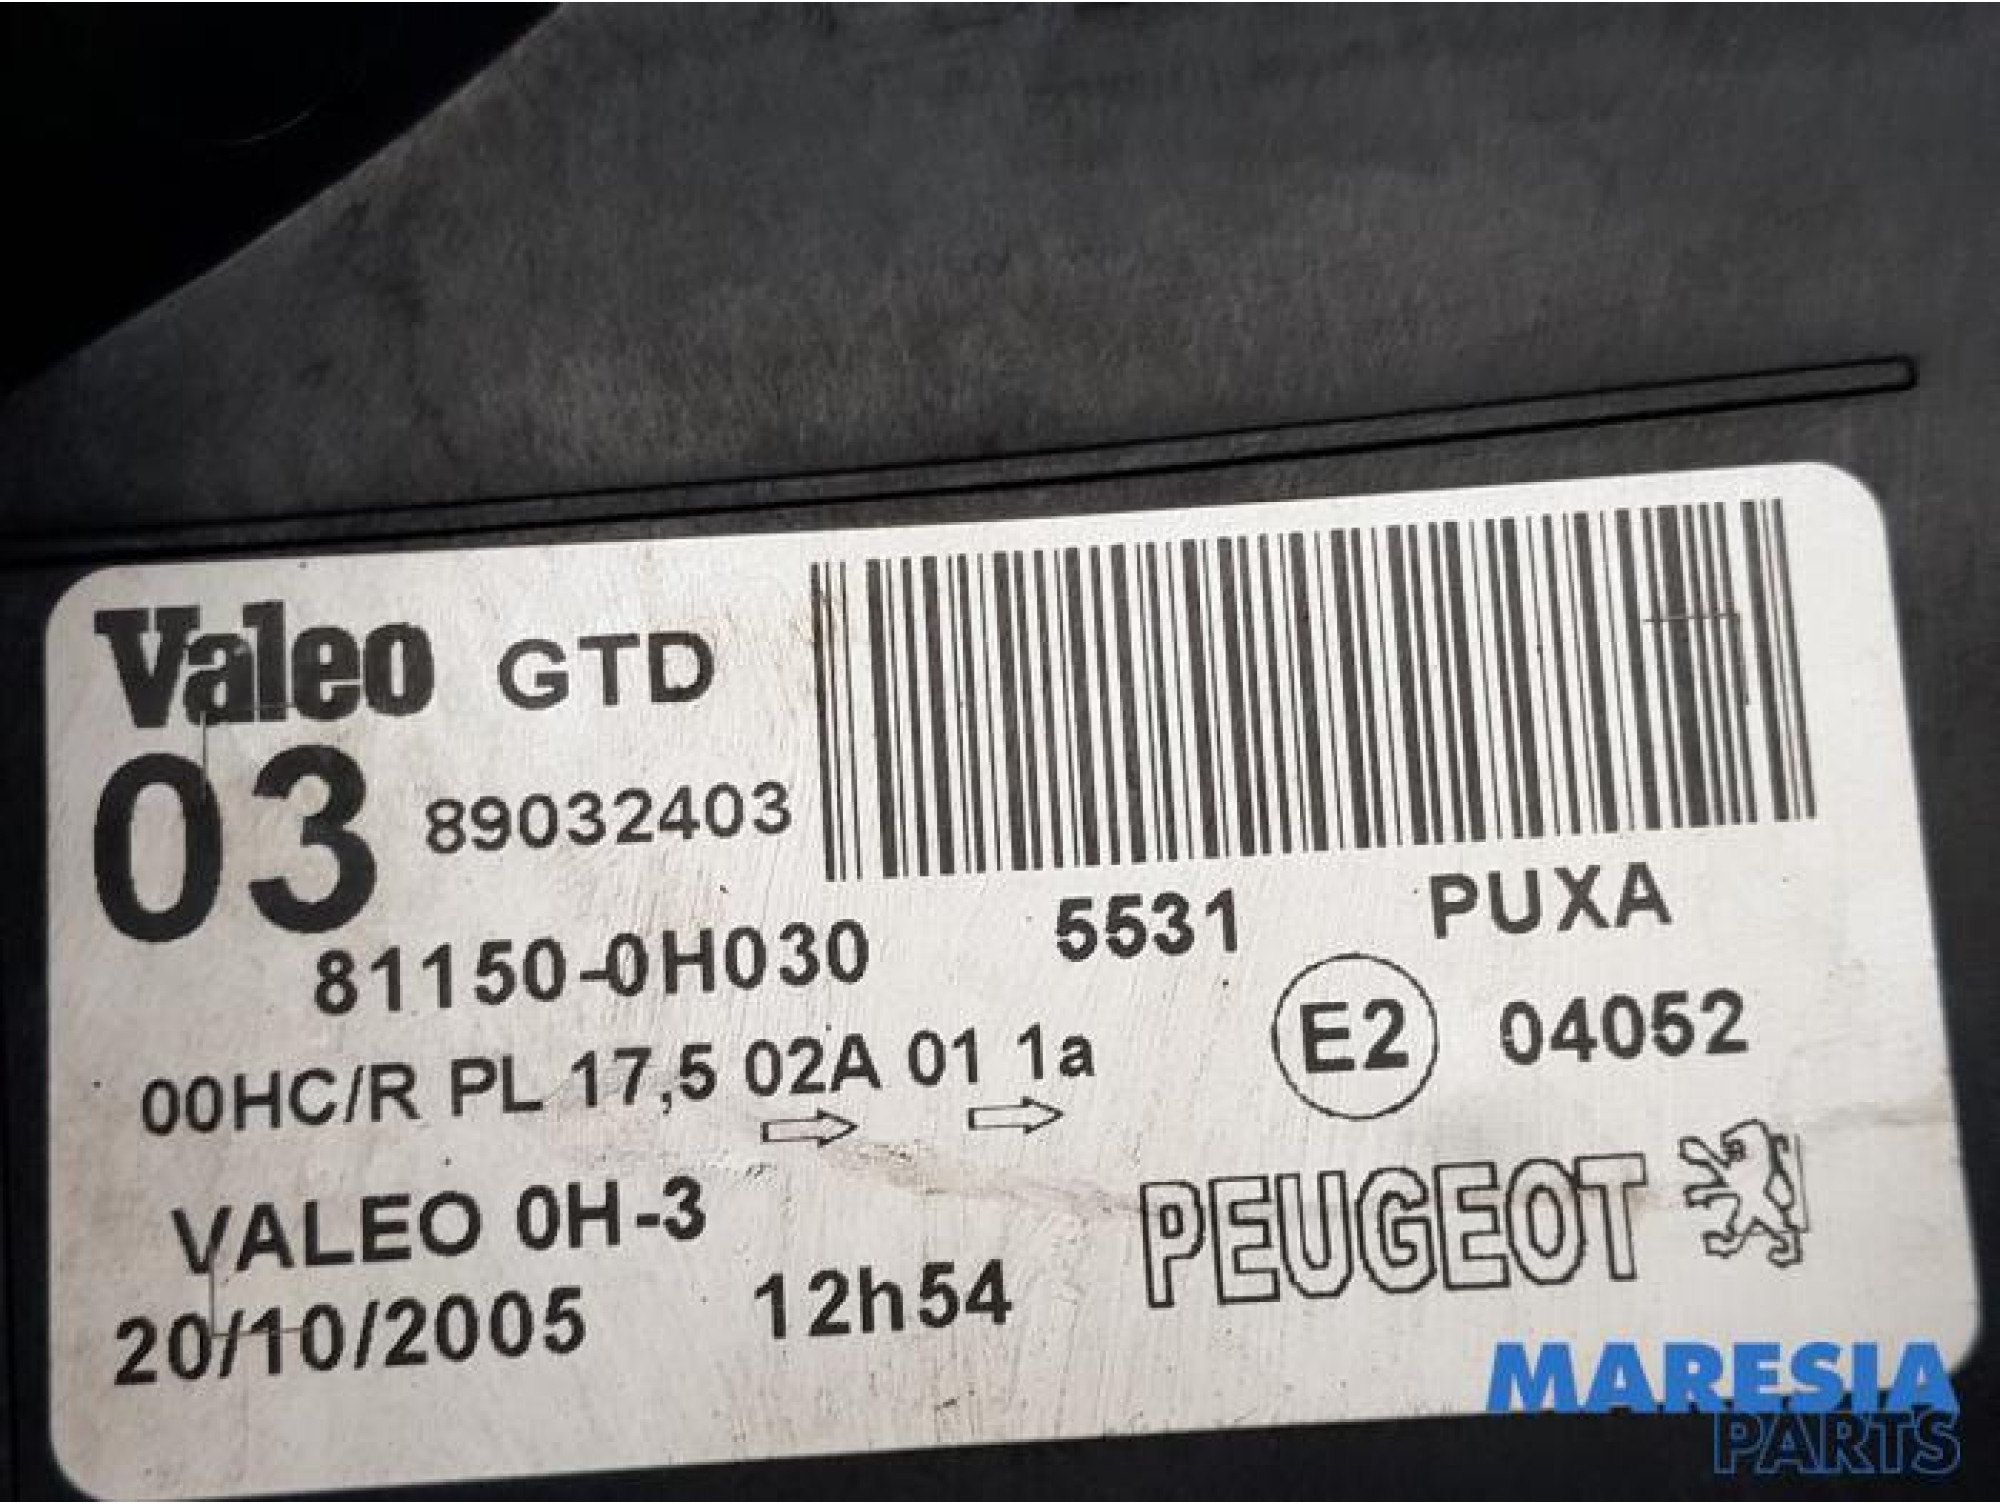 Valeo GTD
03 89032403
81150-0H030 5531 PUXA
00HC/R PL 17,5 02A 01 1a E2 04052
VALEO 0H-3
20/10/2005 12h54 PEUGEOT
MARESIA
PARTS